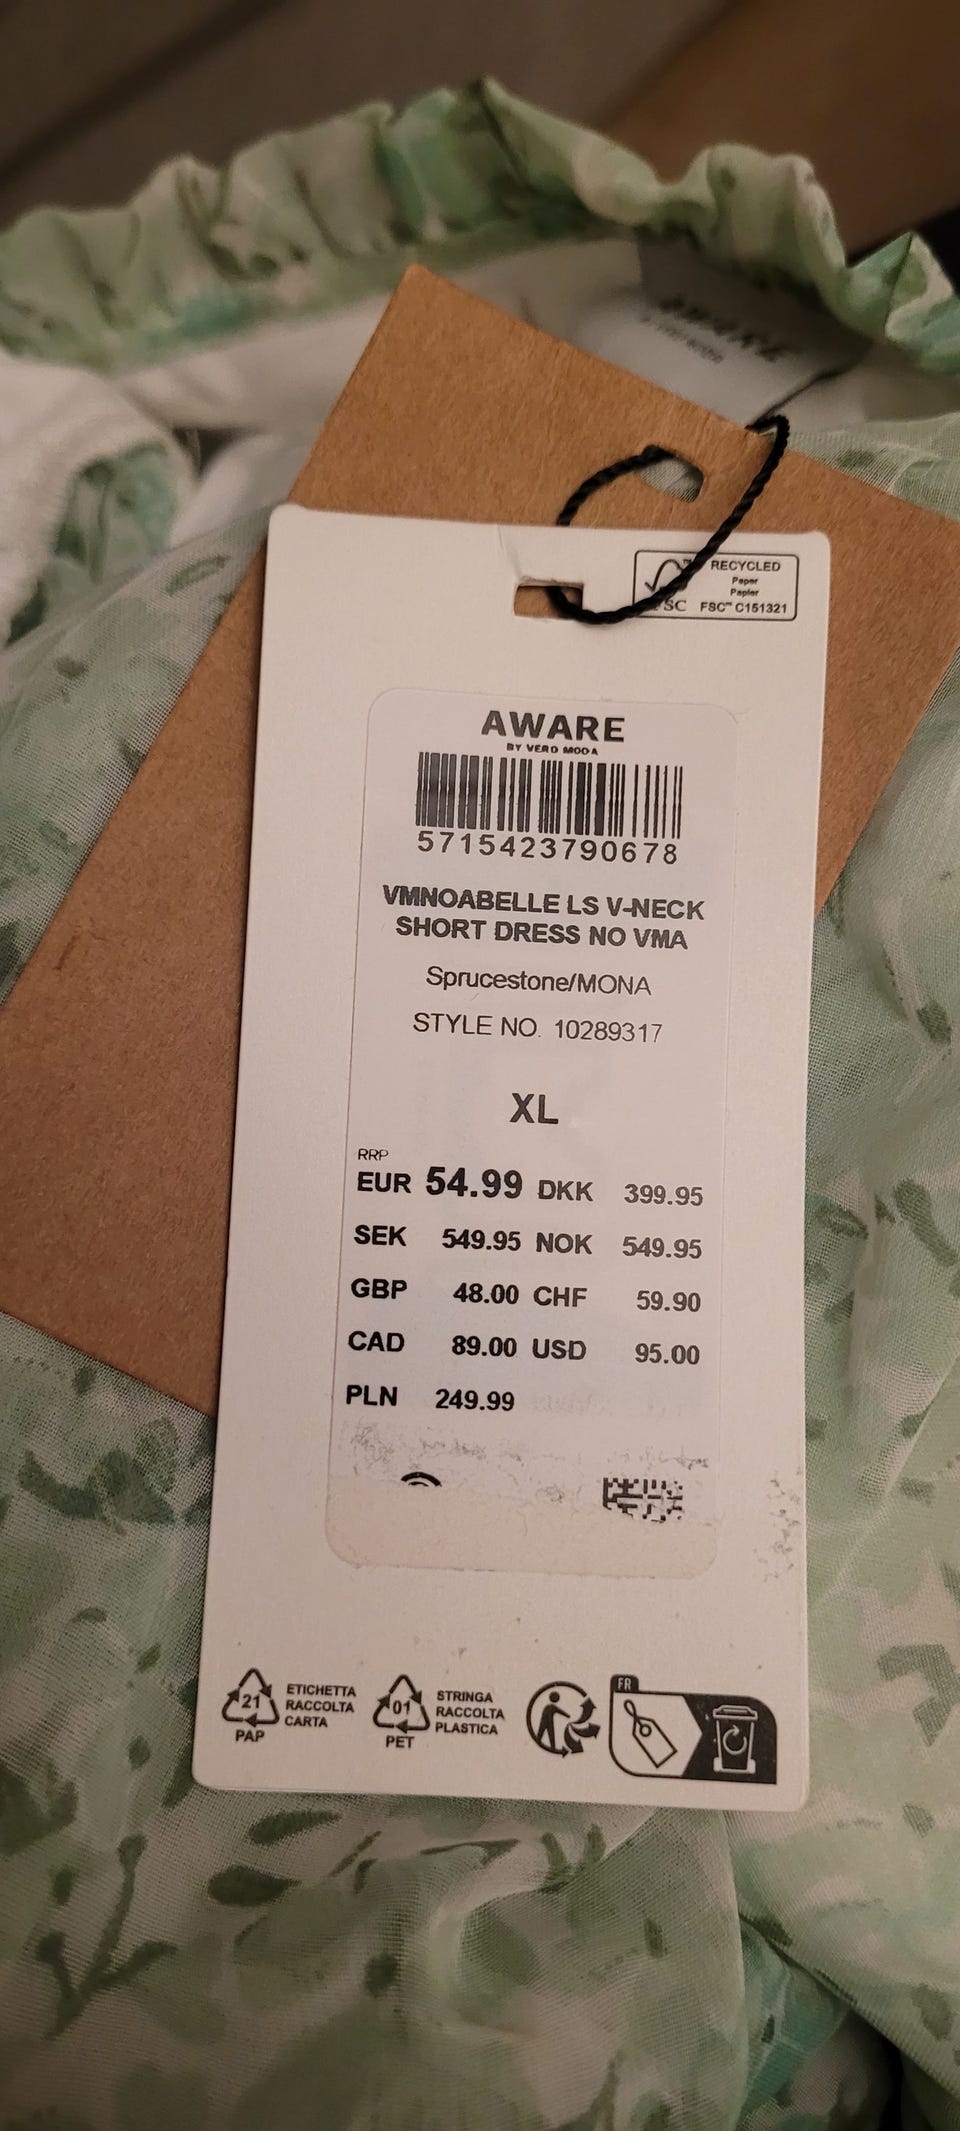 AWARE
RECYCLED
Paper
Papier
FSC FSC™ C151321
AWARE
BY VERO MODA
5715423790678
VMNOABELLE LS V-NECK
SHORT DRESS NO VMA
Sprucestone/MONA
STYLE NO. 10289317
XL
RRP
EUR 54.99 DKK 399.95
SEK 549.95 NOK 549.95
GBP 48.00 CHF 59.90
CAD 89.00 USD 95.00
PLN 249.99
21
PAP
ETICHETTA
RACCOLTA
CARTA
01
PET
STRINGA
RACCOLTA
PLASTICA
FR